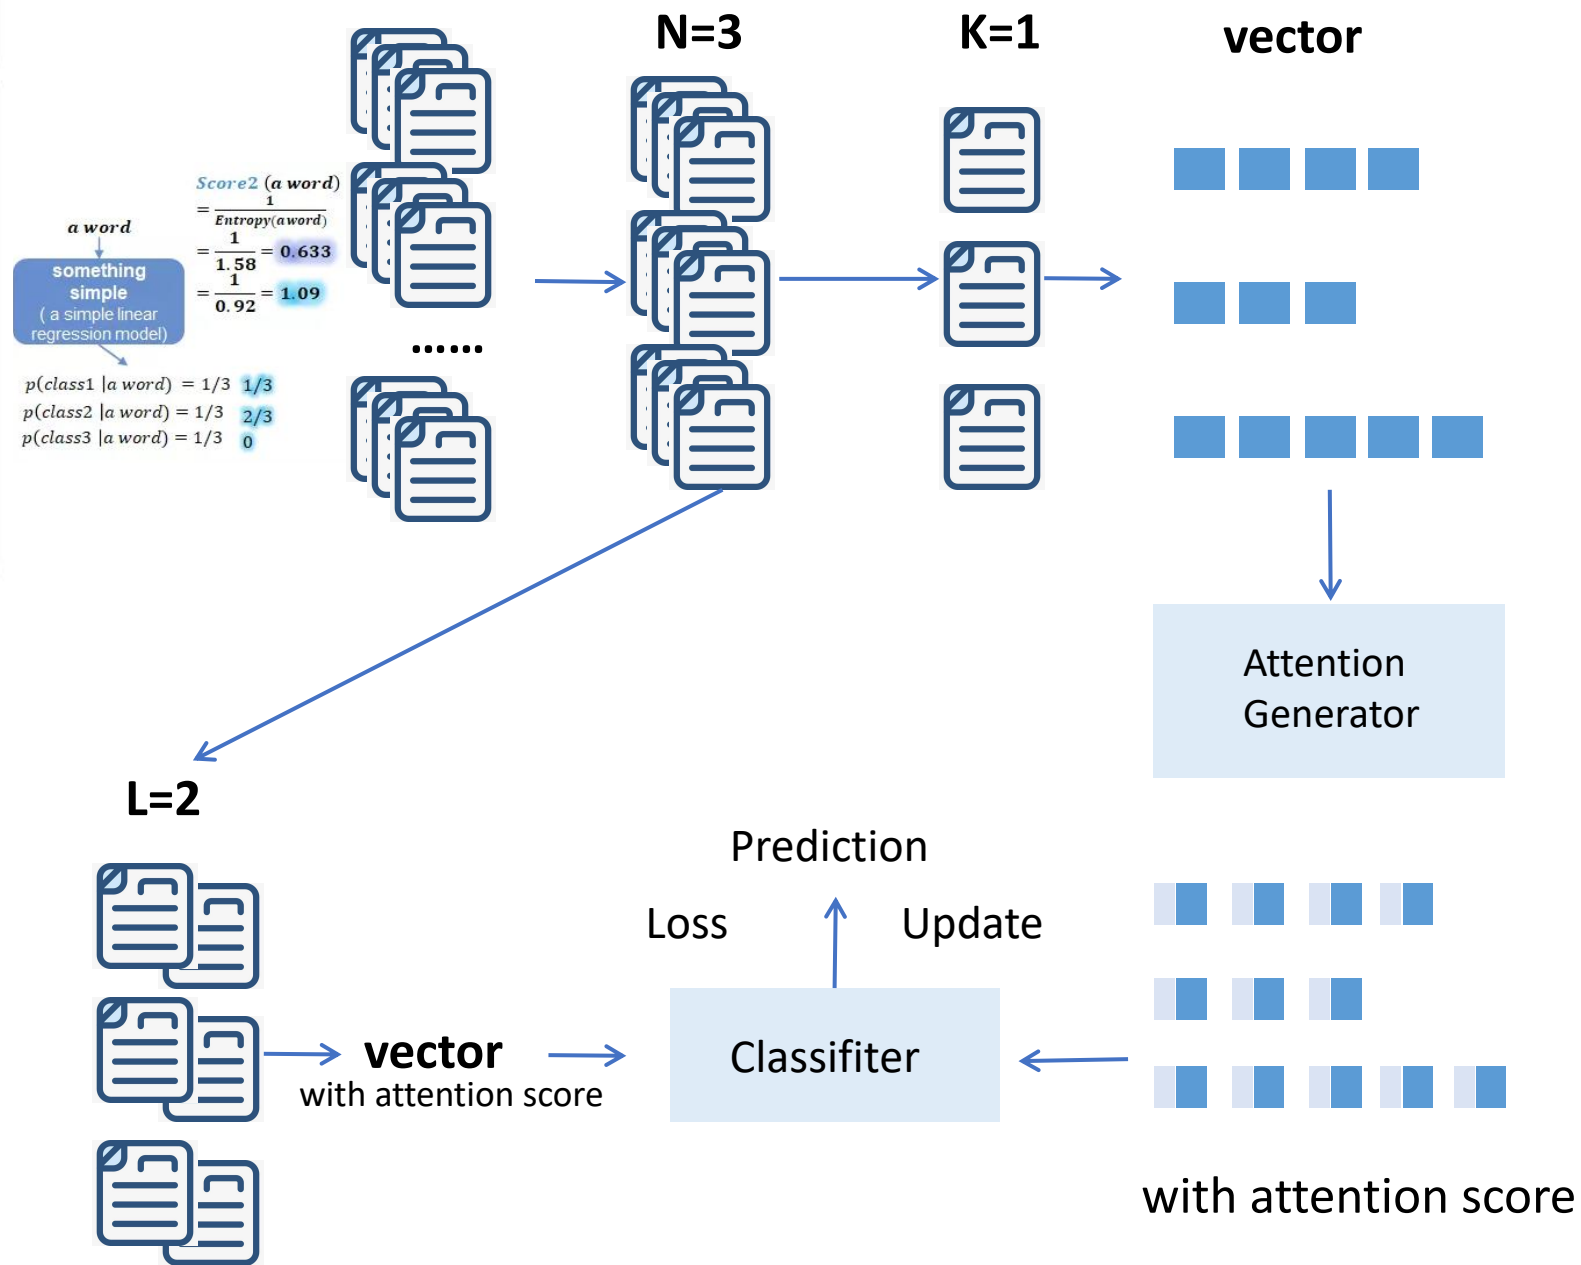 N=3
K=1
vector
Score2 (a word)
= 1 / Entropy(a word)
= 1 / 1.58 = 0.633
= 1 / 0.92 = 1.09
a word
something
simple
( a simple linear
regression model)
p(class1 |a word) = 1/3 1/3
p(class2 |a word) = 1/3 2/3
p(class3 |a word) = 1/3 0
......
Attention
Generator
L=2
Prediction
Loss
Update
vector
with attention score
Classifiter
with attention score